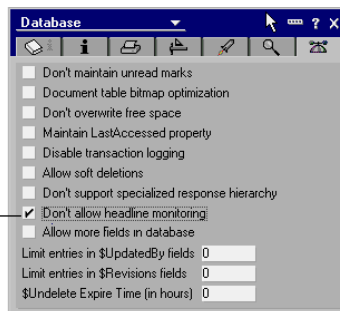 Database
? X
i i
Don't maintain unread marks
Document table bitmap optimization
Don't overwrite free space
Maintain LastAccessed property
Disable transaction logging
Allow soft deletions
Don't support specialized response hierarchy
Don't allow headline monitoring
Allow more fields in database
Limit entries in $UpdatedBy fields 0
Limit entries in $Revisions fields 0
$Undelete Expire Time (in hours) 0